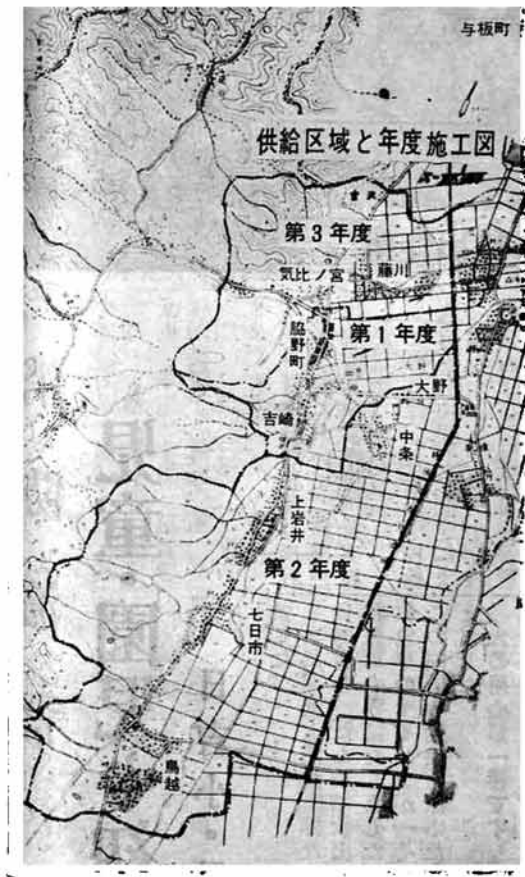 与板町
供給区域と年度施工図
第3年度
気比ノ宮
藤川
第1年度
脇野町
大野
吉崎
中条
上岩井
第2年度
七日市
鳥越